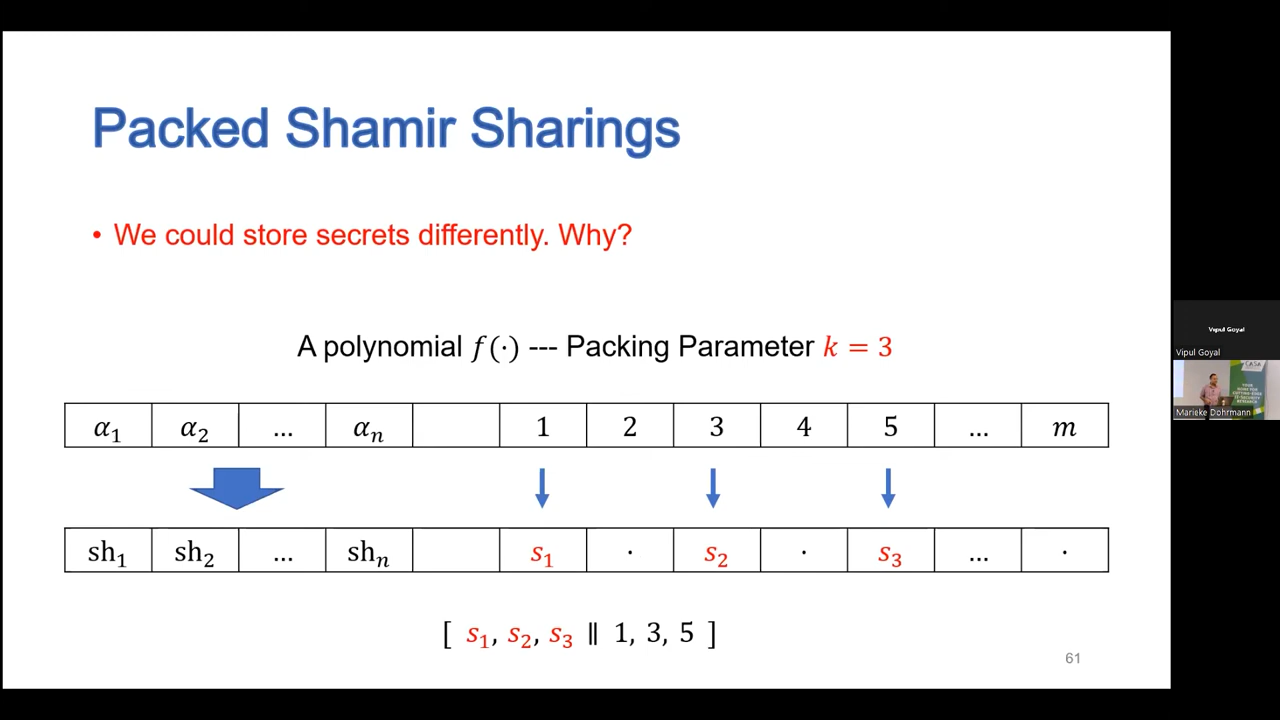 Packed Shamir Sharings
• We could store secrets differently. Why?
A polynomial f(·) --- Packing Parameter k = 3
α₁ α₂ ... αₙ 1 2 3 4 5 ... m
sh₁ sh₂ ... shₙ s₁ · s₂ · s₃ ... ·
[ s₁, s₂, s₃ ∥ 1, 3, 5 ]
61
Vipul Goyal
Vipul Goyal
CASA
Marieke Dohrmann